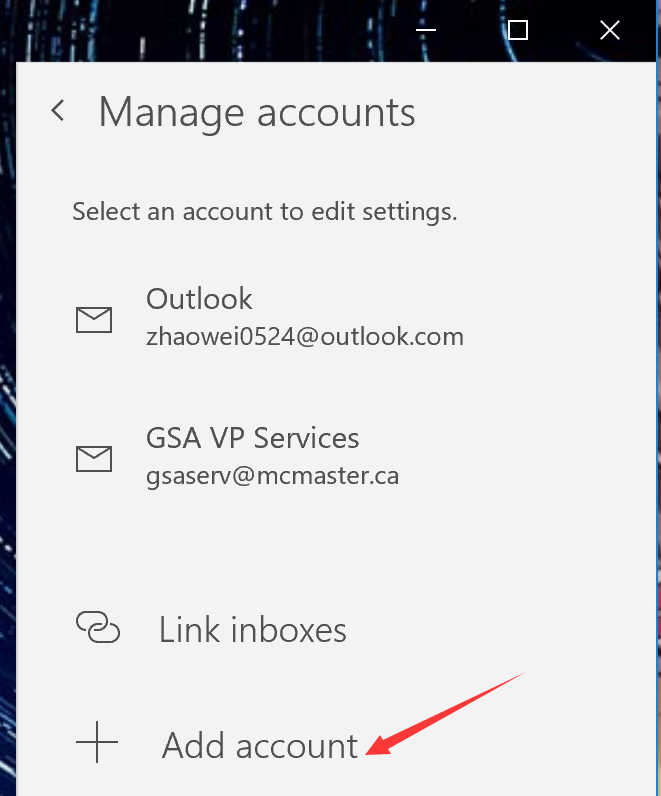 Manage accounts
Select an account to edit settings.
Outlook
zhaowei0524@outlook.com
GSA VP Services
gsaserv@mcmaster.ca
Link inboxes
Add account